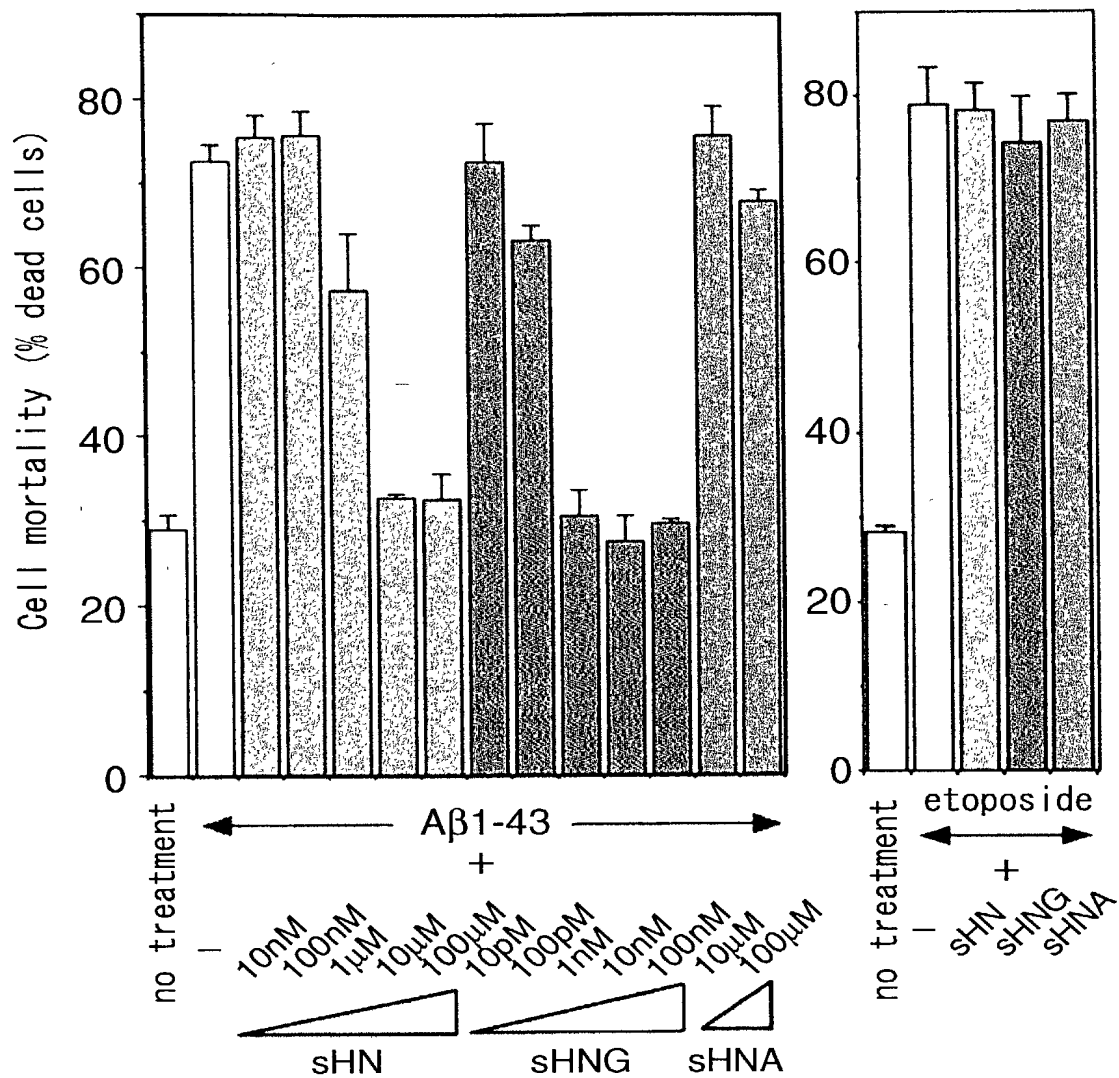 Cell mortality (% dead cells)
80
60
40
20
0
80
60
40
20
0
no treatment
Aβ1-43
+
−
10nM
100nM
1μM
10μM
100μM
10pM
100pM
1nM
10nM
100nM
10μM
100μM
sHN
sHNG
sHNA
no treatment
etoposide
+
−
sHN
sHNG
sHNA